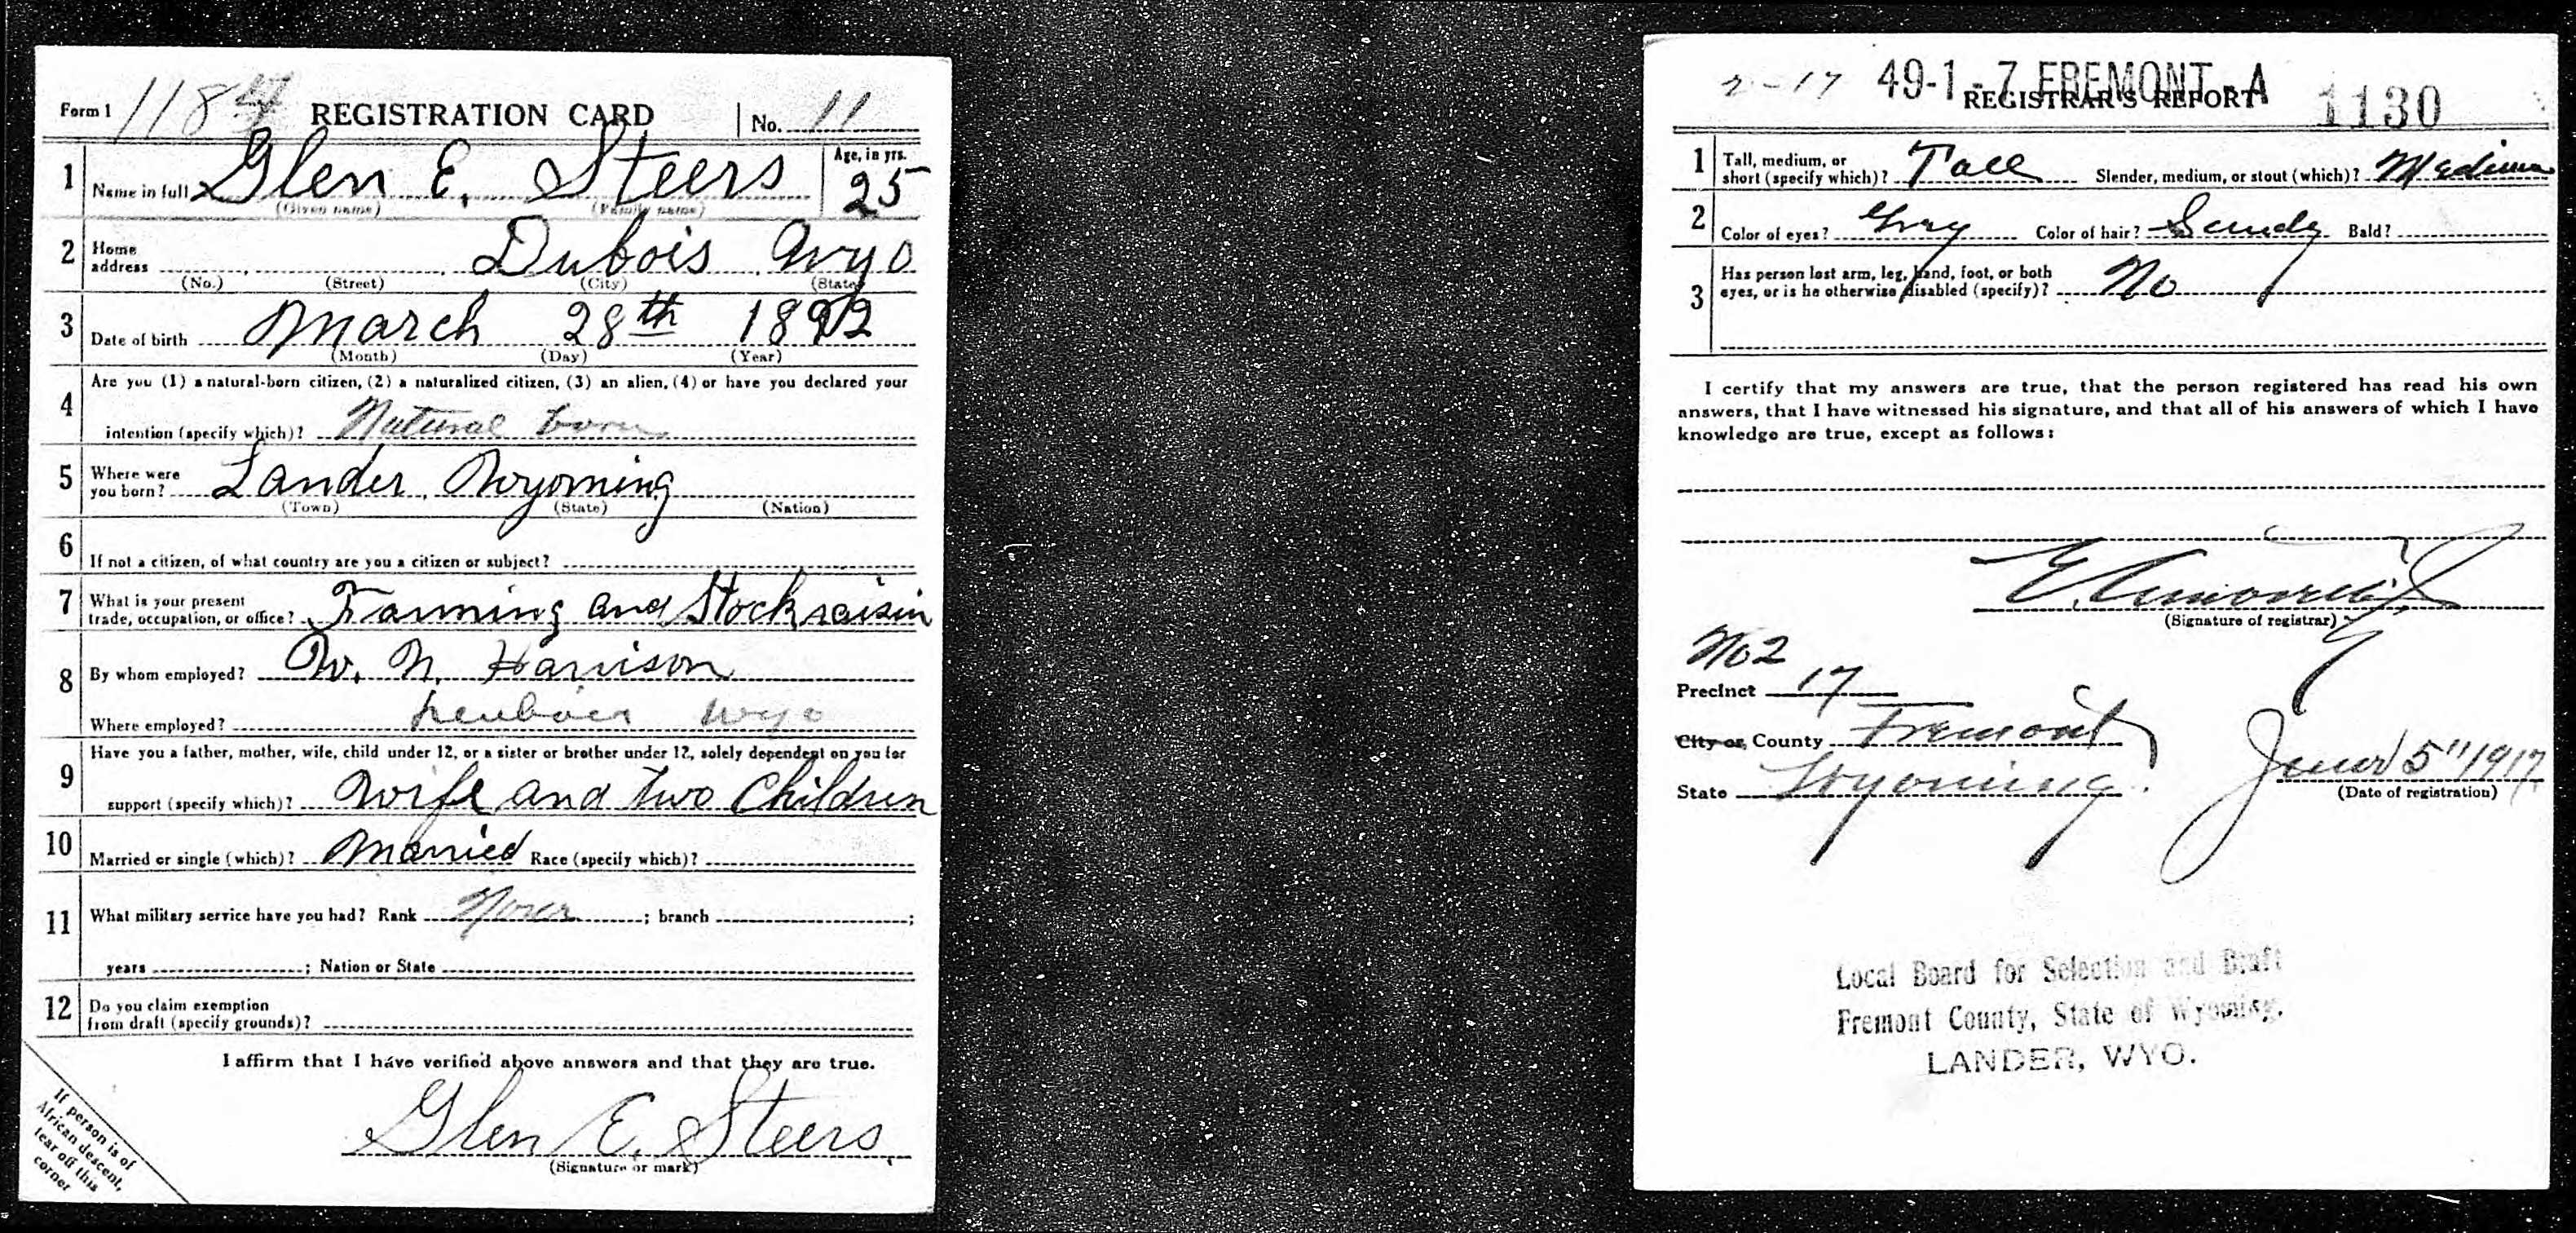 Form 1 1184 REGISTRATION CARD No. 11
1 Name in full Glen E. Steers Age, in yrs. 25
(Given name) (Family name)
2 Home address Dubois Wyo
(No.) (Street) (City) (State)
3 Date of birth March 28th 1892
(Month) (Day) (Year)
4 Are you (1) a natural-born citizen, (2) a naturalized citizen, (3) an alien, (4) or have you declared your
intention (specify which)? Natural born
5 Where were you born? Lander, Wyoming
(Town) (State) (Nation)
6 If not a citizen, of what country are you a citizen or subject?
7 What is your present trade, occupation, or office? Farming and Stockraisin
8 By whom employed? W. N. Harrison
Where employed? Wyo
9 Have you a father, mother, wife, child under 12, or a sister or brother under 12, solely dependent on you for
support (specify which)? Wife and two Children
10 Married or single (which)? Married Race (specify which)?
11 What military service have you had? Rank None ; branch ;
years ; Nation or State
12 Do you claim exemption from draft (specify grounds)?
I affirm that I have verified above answers and that they are true.
Glen E. Steers
(Signature or mark)
If person is of
African descent,
tear off this
corner
2-17 49-1-7 FREMONT-A
REGISTRAR'S REPORT 1130
1 Tall, medium, or short (specify which)? Tall Slender, medium, or stout (which)? Medium
2 Color of eyes? Gray Color of hair? Sandy Bald?
3 Has person lost arm, leg, hand, foot, or both
eyes, or is he otherwise disabled (specify)? No
I certify that my answers are true, that the person registered has read his own
answers, that I have witnessed his signature, and that all of his answers of which I have
knowledge are true, except as follows:
(Signature of registrar)
No 2
Precinct 17
City or County Fremont
State Wyoming. June 5" 1917
(Date of registration)
Local Board for Selection and Draft
Fremont County, State of Wyoming,
LANDER, WYO.